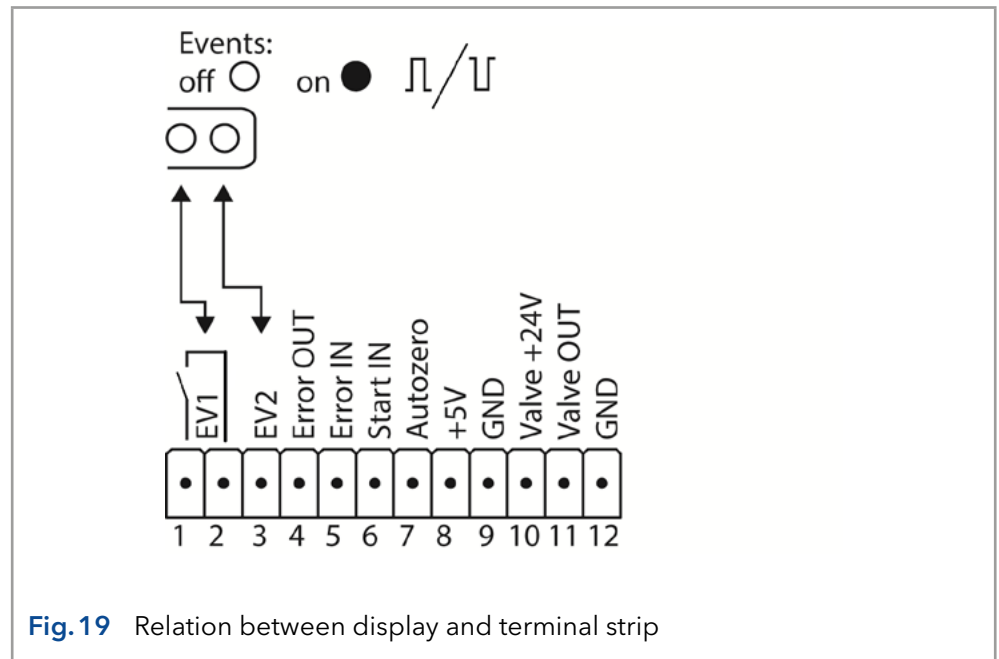 Events:
off on
EV1
EV2
Error OUT
Error IN
Start IN
Autozero
+5V
GND
Valve +24V
Valve OUT
GND
1 2 3 4 5 6 7 8 9 10 11 12
Fig. 19 Relation between display and terminal strip